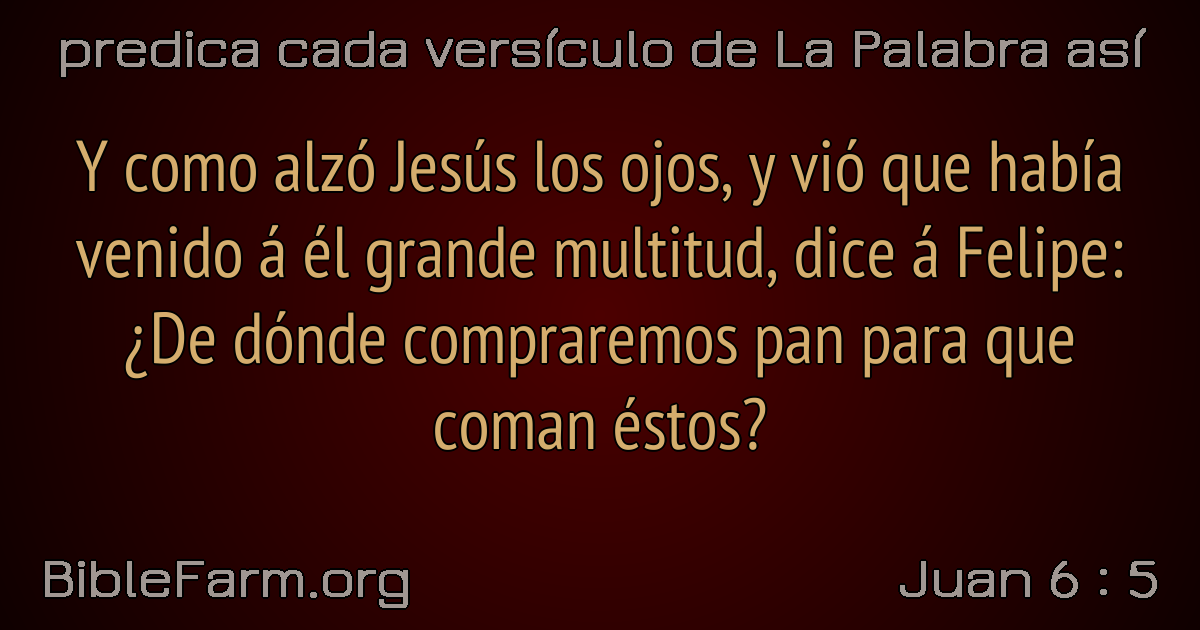 predica cada versículo de La Palabra así
Y como alzó Jesús los ojos, y vió que había
venido á él grande multitud, dice á Felipe:
¿De dónde compraremos pan para que
coman éstos?
BibleFarm.org
Juan 6 : 5